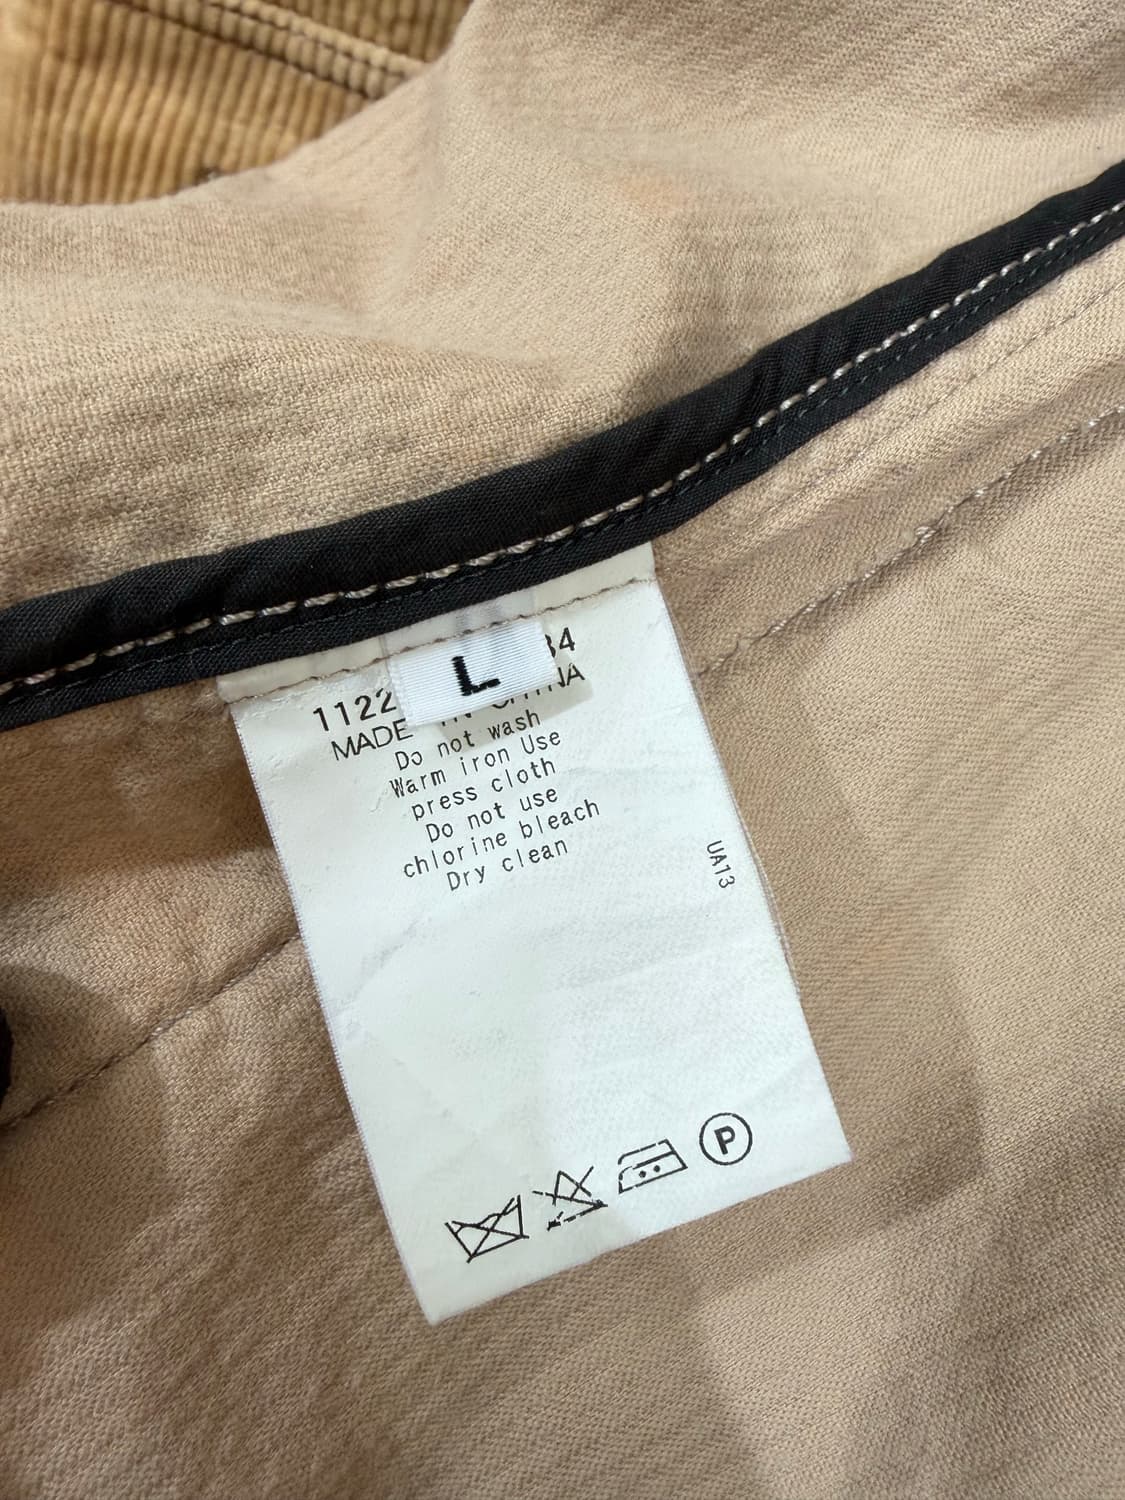 L
1122 34
MADE IN CHINA
Do not wash
Warm iron Use
press cloth
Do not use
chlorine bleach
Dry clean
UA13
P